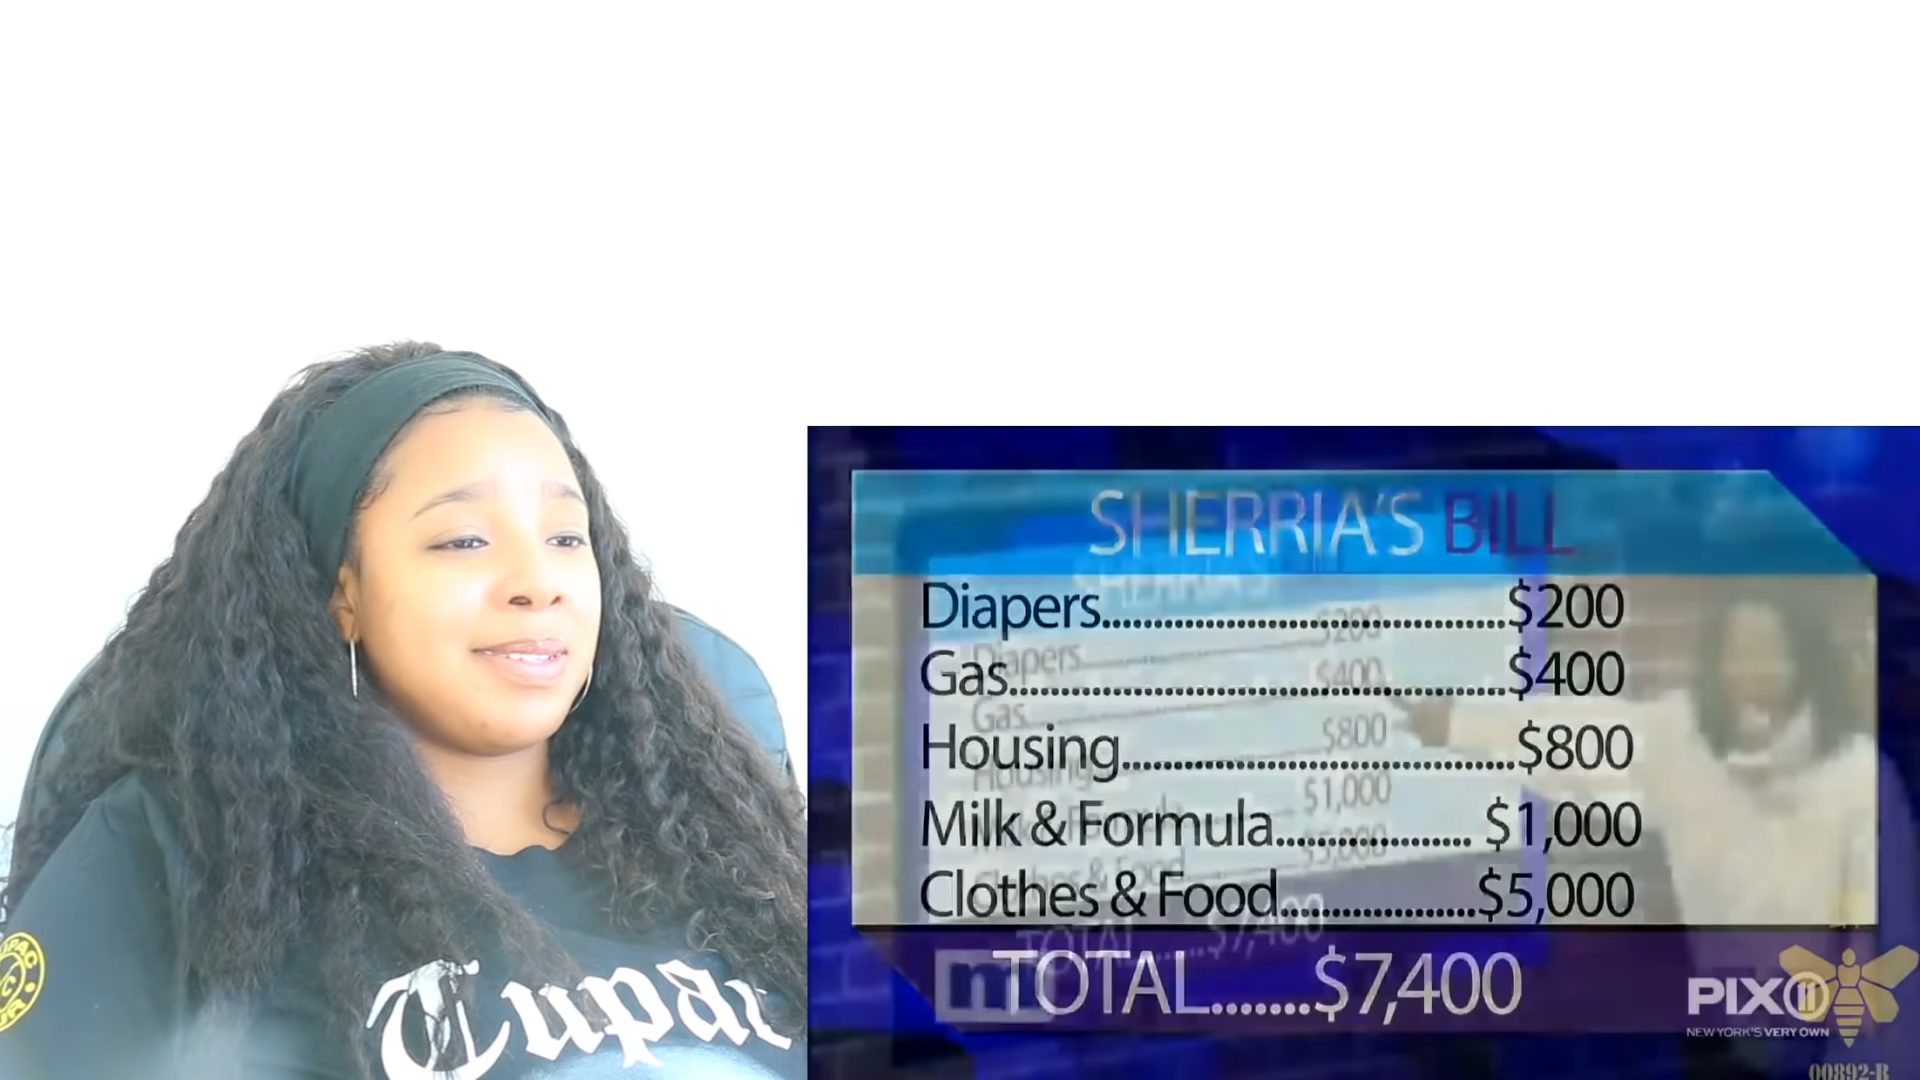 SHERRIA'S BILL
Diapers..........................................$200
Gas..................................................$400
Housing.......................................$800
Milk & Formula................... $1,000
Clothes & Food...................$5,000
TOTAL.......$7,400
Tupac
PIX11
NEW YORK'S VERY OWN
00892-R